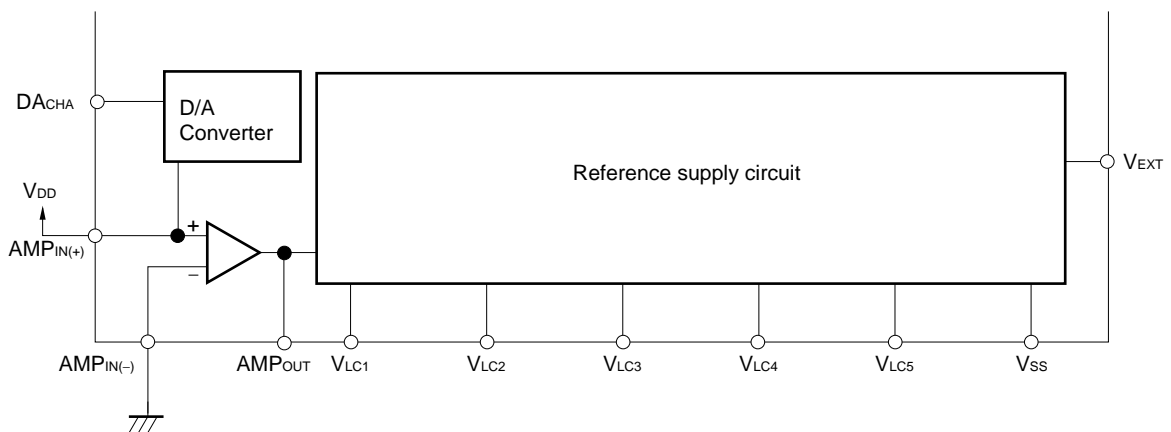 DACHA
D/A
Converter
Reference supply circuit
VEXT
VDD
+
AMPIN(+)
−
AMPIN(−)
AMPOUT
VLC1
VLC2
VLC3
VLC4
VLC5
VSS